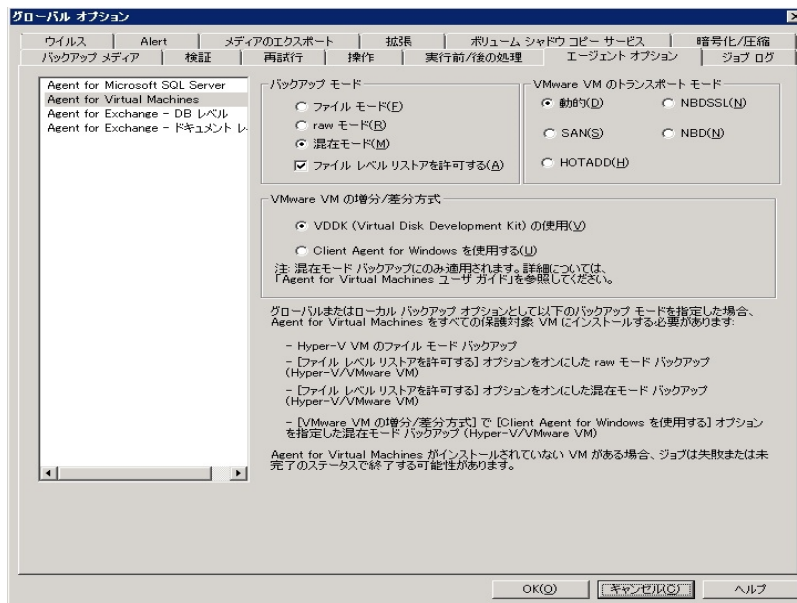 グローバル オプション
ウイルス
Alert
メディアのエクスポート
拡張
ボリューム シャドウ コピー サービス
暗号化/圧縮
バックアップ メディア
検証
再試行
操作
実行前/後の処理
エージェント オプション
ジョブ ログ
Agent for Microsoft SQL Server
Agent for Virtual Machines
Agent for Exchange - DB レベル
Agent for Exchange - ドキュメント レ
バックアップ モード
ファイル モード(F)
raw モード(R)
混在モード(M)
ファイル レベル リストアを許可する(A)
VMware VM のトランスポート モード
動的(D)
NBDSSL(N)
SAN(S)
NBD(N)
HOTADD(H)
VMware VM の増分/差分方式
VDDK (Virtual Disk Development Kit) の使用(V)
Client Agent for Windows を使用する(U)
注: 混在モード バックアップにのみ適用されます。詳細については、
「Agent for Virtual Machines ユーザ ガイド」を参照してください。
グローバルまたはローカル バックアップ オプションとして以下のバックアップ モードを指定した場合、
Agent for Virtual Machines をすべての保護対象 VM にインストールする必要があります:
- Hyper-V VM のファイル モード バックアップ
- [ファイル レベル リストアを許可する] オプションをオンにした raw モード バックアップ
(Hyper-V/VMware VM)
- [ファイル レベル リストアを許可する] オプションをオンにした混在モード バックアップ
(Hyper-V/VMware VM)
- [VMware VM の増分/差分方式] で [Client Agent for Windows を使用する] オプション
を指定した混在モード バックアップ (Hyper-V/VMware VM)
Agent for Virtual Machines がインストールされていない VM がある場合、ジョブは失敗または未
完了のステータスで終了する可能性があります。
OK(O)
キャンセル(C)
ヘルプ